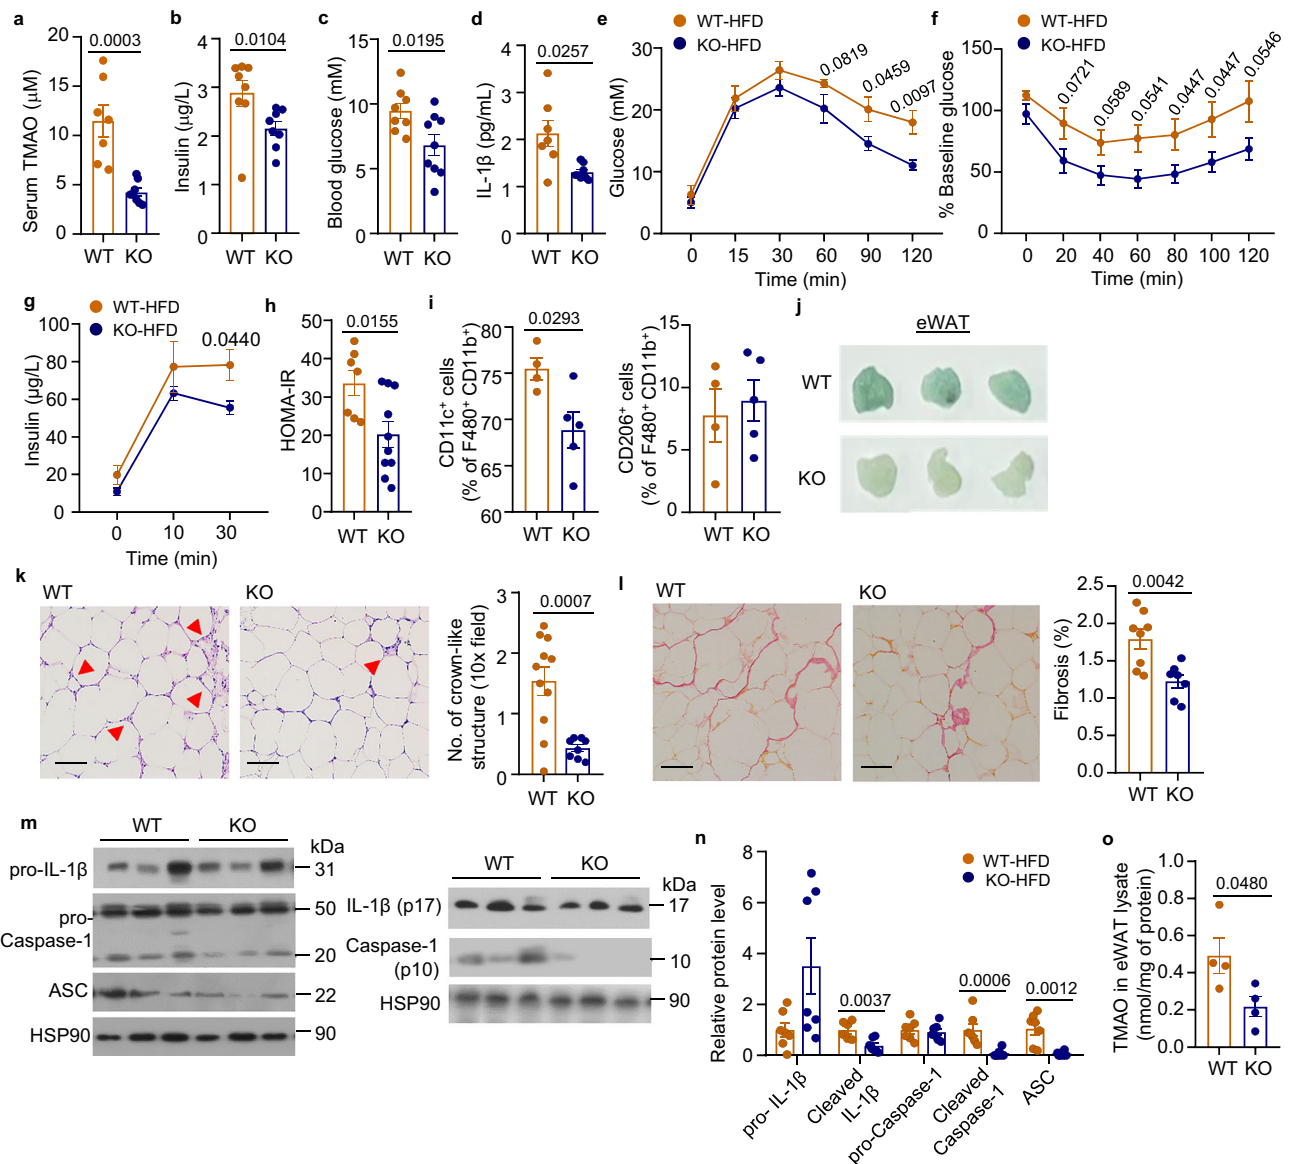 a
0.0003
Serum TMAO (μM)
20
15
10
5
0
WT KO
b
0.0104
Insulin (μg/L)
4
3
2
1
0
WT KO
c
0.0195
Blood glucose (mM)
15
10
5
0
WT KO
d
0.0257
IL-1β (pg/mL)
4
3
2
1
0
WT KO
e
WT-HFD
KO-HFD
Glucose (mM)
30
20
10
0
0.0819
0.0459
0.0097
0 15 30 60 90 120
Time (min)
f
WT-HFD
KO-HFD
% Baseline glucose
150
100
50
0
0.0721
0.0589
0.0541
0.0447
0.0447
0.0546
0 20 40 60 80 100 120
Time (min)
g
WT-HFD
KO-HFD
0.0440
Insulin (μg/L)
100
80
60
40
20
0
0 10 30
Time (min)
h
0.0155
HOMA-IR
50
40
30
20
10
0
WT KO
i
0.0293
CD11c⁺ cells
(% of F480⁺ CD11b⁺)
80
75
70
65
60
WT KO
CD206⁺ cells
(% of F480⁺ CD11b⁺)
15
10
5
0
WT KO
j
eWAT
WT
KO
k
WT
KO
0.0007
No. of crown-like
structure (10x field)
3
2
1
0
WT KO
l
WT
KO
0.0042
Fibrosis (%)
2.5
2.0
1.5
1.0
0.5
0.0
WT KO
m
WT KO
kDa
pro-IL-1β
31
pro-
Caspase-1
50
20
ASC
22
HSP90
90
WT KO
kDa
IL-1β (p17)
17
Caspase-1
(p10)
10
HSP90
90
n
WT-HFD
KO-HFD
Relative protein level
8
6
4
2
0
0.0037
0.0006
0.0012
pro- IL-1β
Cleaved
IL-1β
pro-Caspase-1
Cleaved
Caspase-1
ASC
o
0.0480
TMAO in eWAT lysate
(nmol/mg of protein)
1.0
0.8
0.6
0.4
0.2
0.0
WT KO